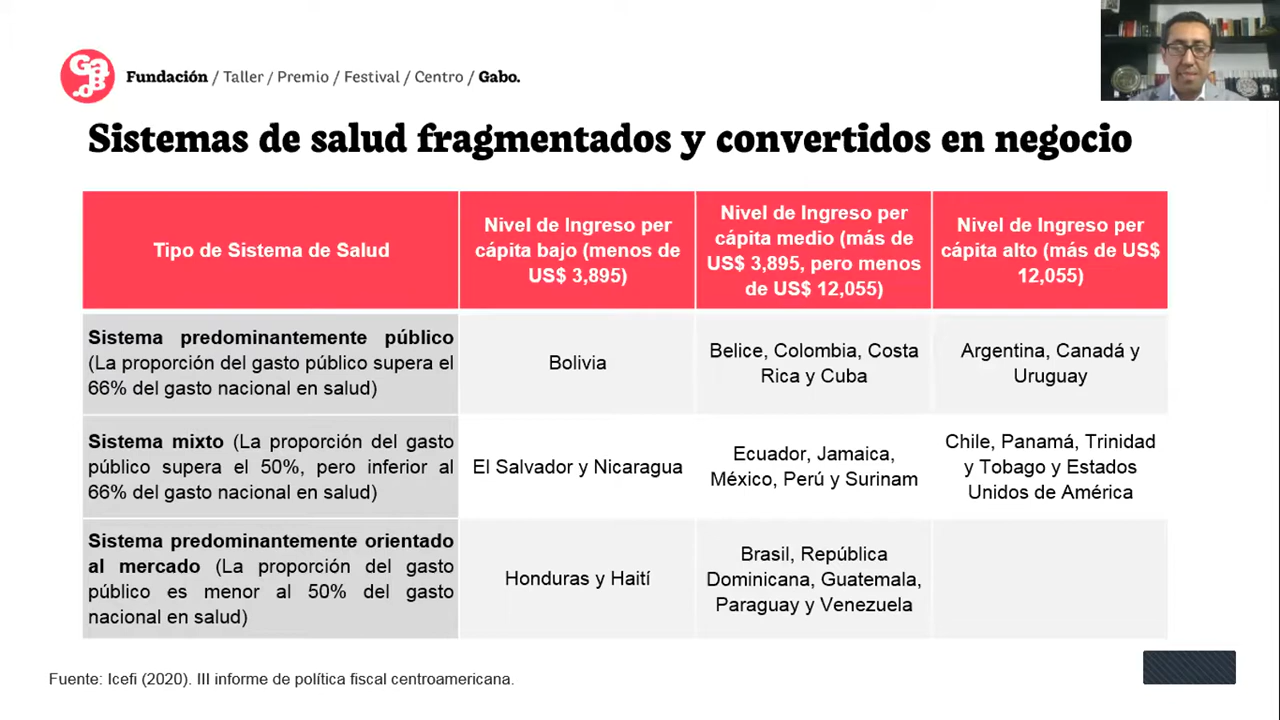 Gabo.
Fundación / Taller / Premio / Festival / Centro / Gabo.
Sistemas de salud fragmentados y convertidos en negocio
Tipo de Sistema de Salud
Nivel de Ingreso per
cápita bajo (menos de
US$ 3,895)
Nivel de Ingreso per
cápita medio (más de
US$ 3,895, pero menos
de US$ 12,055)
Nivel de Ingreso per
cápita alto (más de US$
12,055)
Sistema predominantemente público
(La proporción del gasto público supera el
66% del gasto nacional en salud)
Bolivia
Belice, Colombia, Costa
Rica y Cuba
Argentina, Canadá y
Uruguay
Sistema mixto (La proporción del gasto
público supera el 50%, pero inferior al
66% del gasto nacional en salud)
El Salvador y Nicaragua
Ecuador, Jamaica,
México, Perú y Surinam
Chile, Panamá, Trinidad
y Tobago y Estados
Unidos de América
Sistema predominantemente orientado
al mercado (La proporción del gasto
público es menor al 50% del gasto
nacional en salud)
Honduras y Haití
Brasil, República
Dominicana, Guatemala,
Paraguay y Venezuela
Fuente: Icefi (2020). III informe de política fiscal centroamericana.